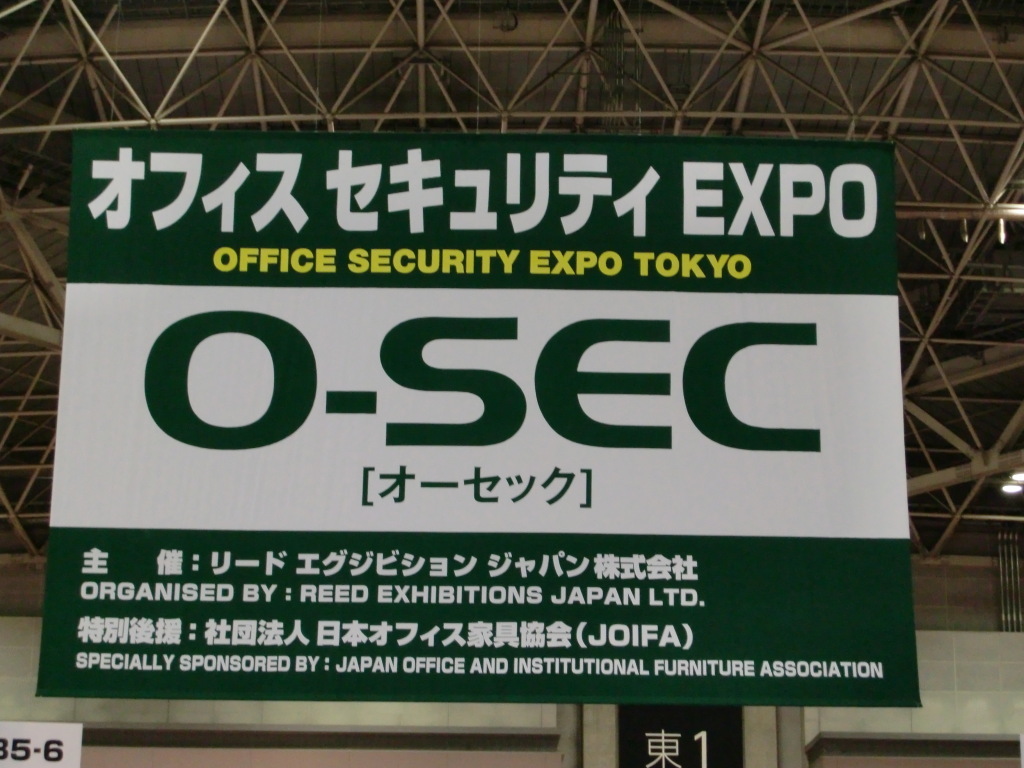 オフィス セキュリティ EXPO
OFFICE SECURITY EXPO TOKYO
O-SEC
[オーセック]
主　　催：リード エグジビション ジャパン 株式会社
ORGANISED BY : REED EXHIBITIONS JAPAN LTD.
特別後援：社団法人 日本オフィス家具協会(JOIFA)
SPECIALLY SPONSORED BY : JAPAN OFFICE AND INSTITUTIONAL FURNITURE ASSOCIATION
35-6
東1